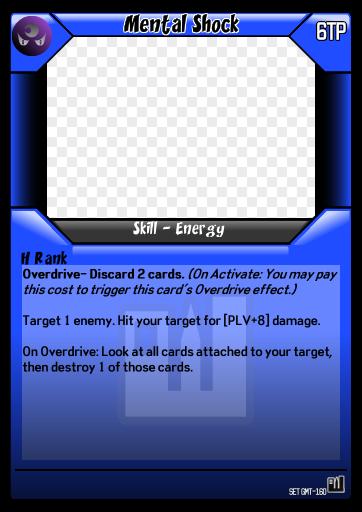 Mental Shock
6TP
Skill - Energy
H Rank
Overdrive- Discard 2 cards. (On Activate: You may pay
this cost to trigger this card's Overdrive effect.)
Target 1 enemy. Hit your target for [PLV+8] damage.
On Overdrive: Look at all cards attached to your target,
then destroy 1 of those cards.
SET GMT-160